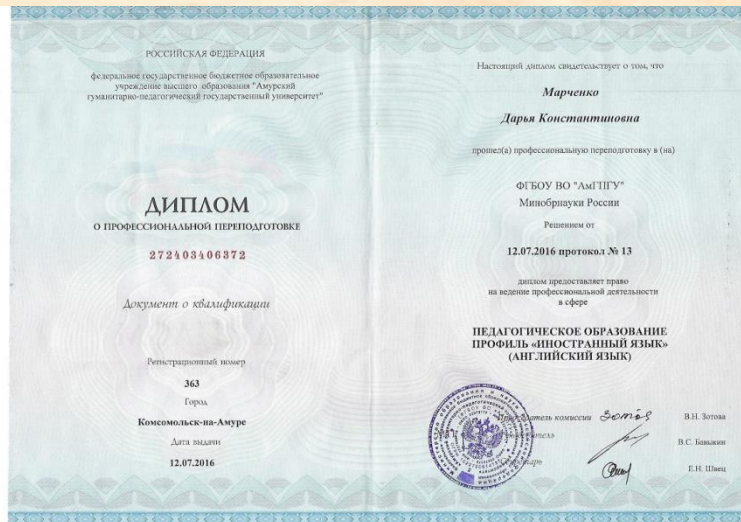 РОССИЙСКАЯ ФЕДЕРАЦИЯ
федеральное государственное бюджетное образовательное
учреждение высшего образования "Амурский
гуманитарно-педагогический государственный университет"
ДИПЛОМ
О ПРОФЕССИОНАЛЬНОЙ ПЕРЕПОДГОТОВКЕ
272403406372
Документ о квалификации
Регистрационный номер
363
Город
Комсомольск-на-Амуре
Дата выдачи
12.07.2016
Настоящий диплом свидетельствует о том, что
Марченко
Дарья Константиновна
прошел(а) профессиональную переподготовку в (на)
ФГБОУ ВО "АмГПГУ"
Минобрнауки России
Решением от
12.07.2016 протокол № 13
диплом предоставляет право
на ведение профессиональной деятельности
в сфере
ПЕДАГОГИЧЕСКОЕ ОБРАЗОВАНИЕ
ПРОФИЛЬ «ИНОСТРАННЫЙ ЯЗЫК»
(АНГЛИЙСКИЙ ЯЗЫК)
комиссии В.Н. Зотова
В.С. Бавыкин
Е.Н. Швец